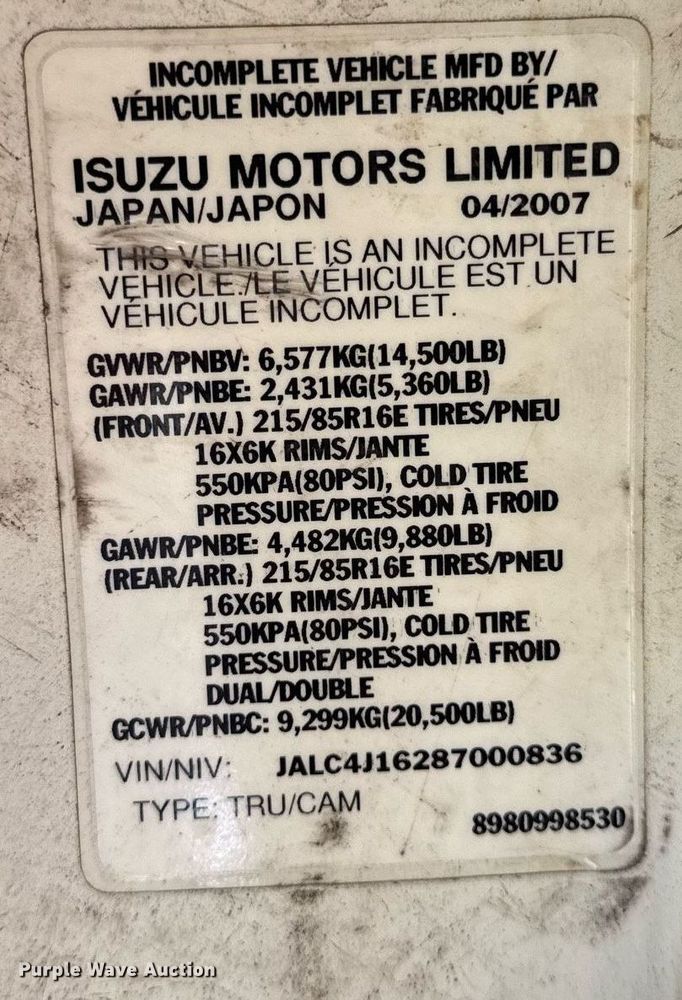 INCOMPLETE VEHICLE MFD BY/
VÉHICULE INCOMPLET FABRIQUÉ PAR
ISUZU MOTORS LIMITED
JAPAN/JAPON 04/2007
THIS VEHICLE IS AN INCOMPLETE
VEHICLE./LE VÉHICULE EST UN
VÉHICULE INCOMPLET.
GVWR/PNBV: 6,577KG(14,500LB)
GAWR/PNBE: 2,431KG(5,360LB)
(FRONT/AV.) 215/85R16E TIRES/PNEU
16X6K RIMS/JANTE
550KPA(80PSI), COLD TIRE
PRESSURE/PRESSION À FROID
GAWR/PNBE: 4,482KG(9,880LB)
(REAR/ARR.) 215/85R16E TIRES/PNEU
16X6K RIMS/JANTE
550KPA(80PSI), COLD TIRE
PRESSURE/PRESSION À FROID
DUAL/DOUBLE
GCWR/PNBC: 9,299KG(20,500LB)
VIN/NIV: JALC4J16287000836
TYPE: TRU/CAM
8980998530
Purple Wave Auction